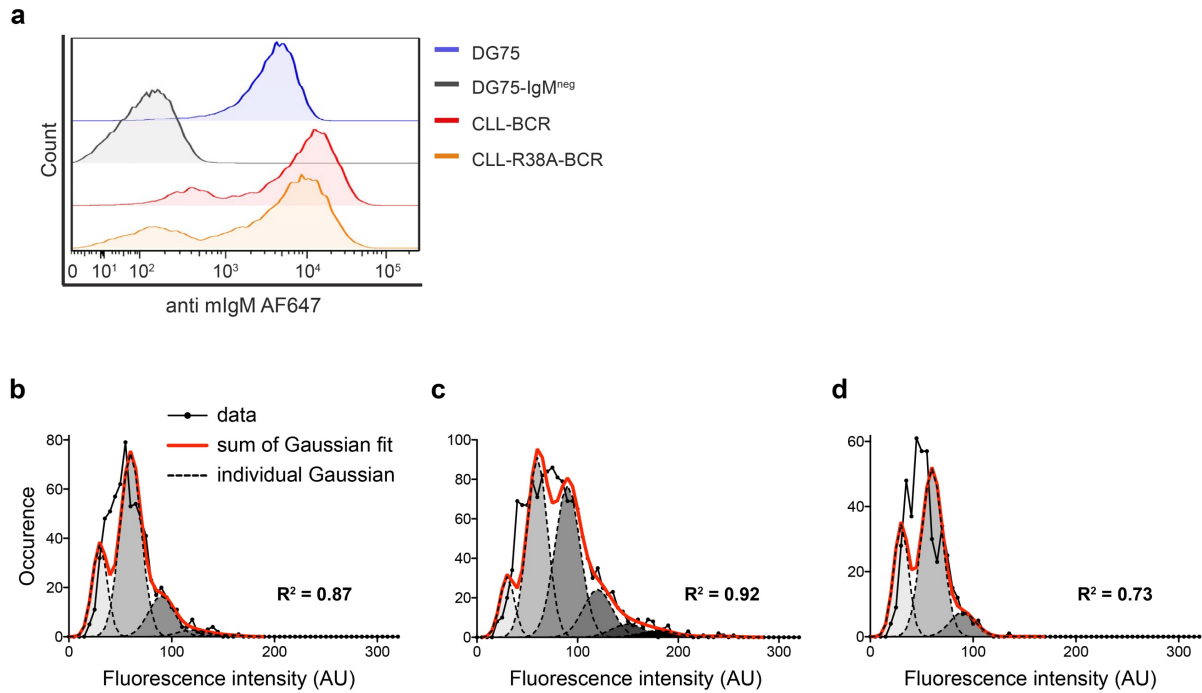 a
DG75
DG75-IgMⁿᵉᵍ
CLL-BCR
CLL-R38A-BCR
Count
0 10¹ 10² 10³ 10⁴ 10⁵
anti mIgM AF647
b
c
d
data
sum of Gaussian fit
individual Gaussian
Occurence
80
60
40
20
0
R² = 0.87
0 100 200 300
Fluorescence intensity (AU)
100
80
60
40
20
0
R² = 0.92
0 100 200 300
Fluorescence intensity (AU)
60
40
20
0
R² = 0.73
0 100 200 300
Fluorescence intensity (AU)